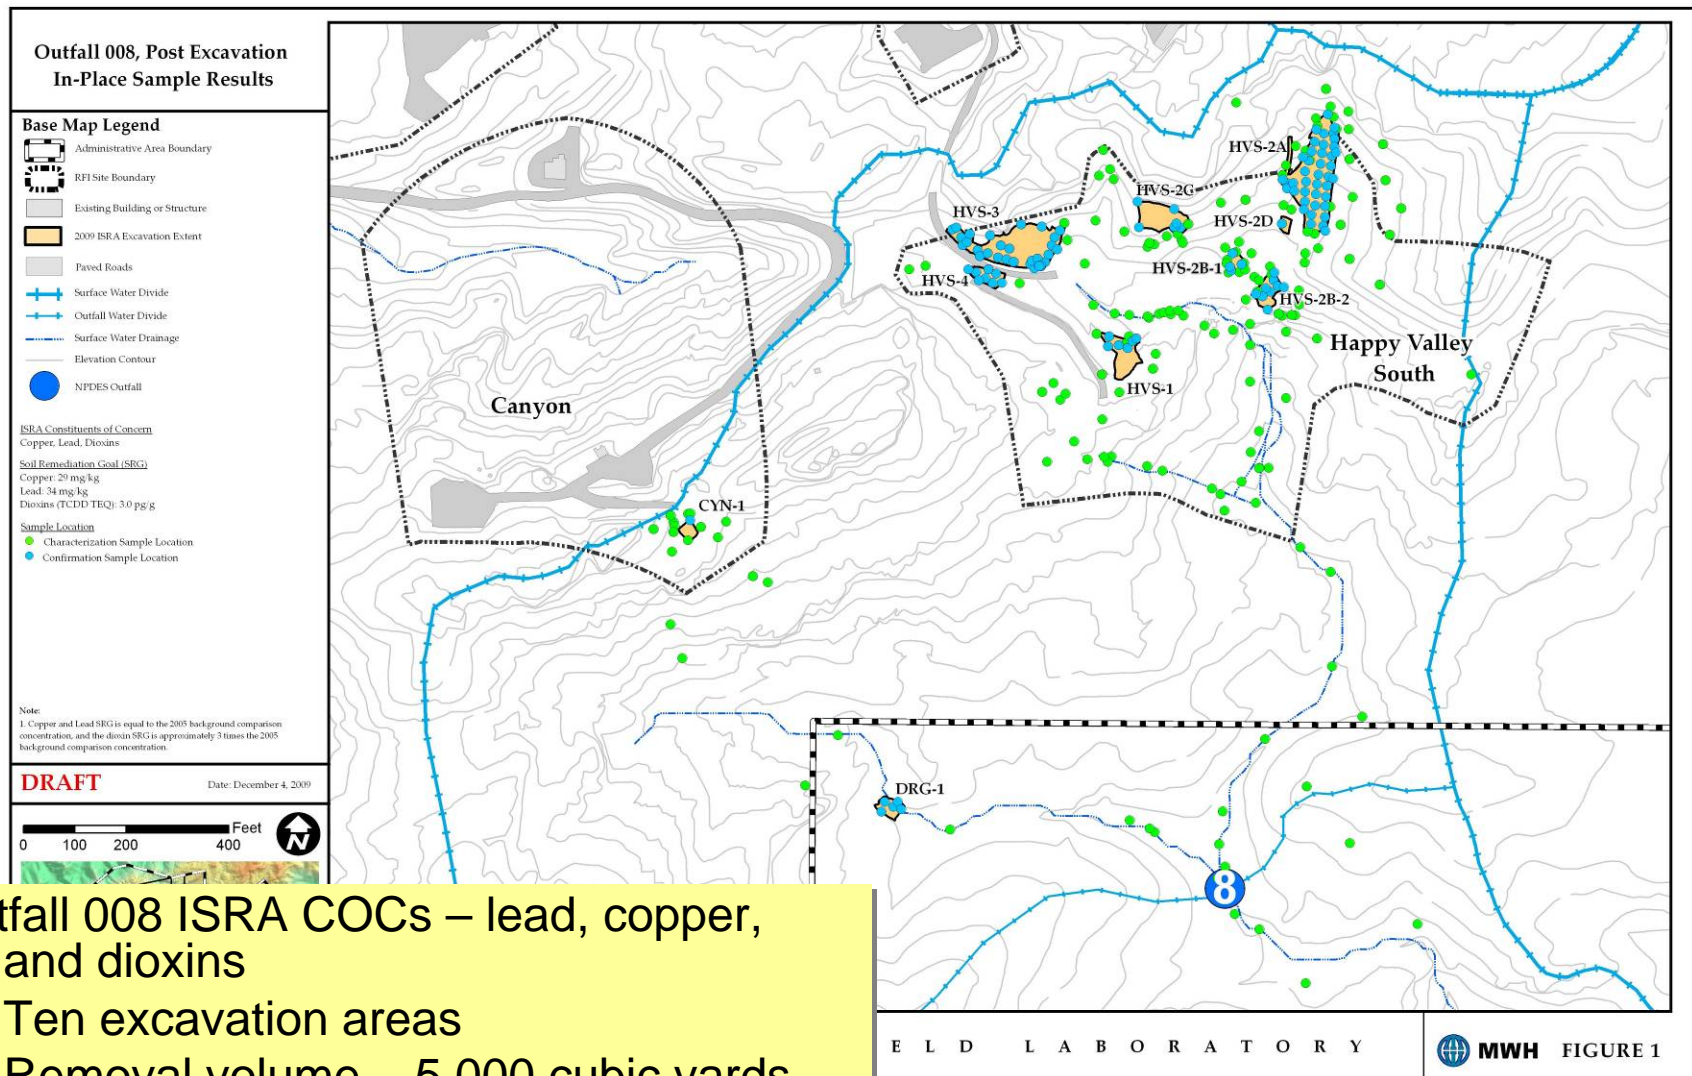 Outfall 008, Post Excavation
In-Place Sample Results
Base Map Legend
Administrative Area Boundary
RFI Site Boundary
Existing Building or Structure
2009 ISRA Excavation Extent
Paved Roads
Surface Water Divide
Outfall Water Divide
Surface Water Drainage
Elevation Contour
NPDES Outfall
ISRA Constituents of Concern
Copper, Lead, Dioxins
Soil Remediation Goal (SRG)
Copper: 29 mg/kg
Lead: 34 mg/kg
Dioxins (TCDD TEQ): 3.0 pg/g
Sample Location
Characterization Sample Location
Confirmation Sample Location
Note:
1. Copper and Lead SRG is equal to the 2005 background comparison
concentration, and the dioxin SRG is approximately 3 times the 2005
background comparison concentration.
DRAFT Date: December 4, 2009
Feet
0 100 200 400
N
HVS-2A
HVS-2G
HVS-3
HVS-2D
HVS-2B-1
HVS-4
HVS-2B-2
Happy Valley
South
HVS-1
Canyon
CYN-1
DRG-1
8
tfall 008 ISRA COCs – lead, copper,
and dioxins
Ten excavation areas
Removal volume – 5,000 cubic yards
E L D L A B O R A T O R Y
MWH FIGURE 1